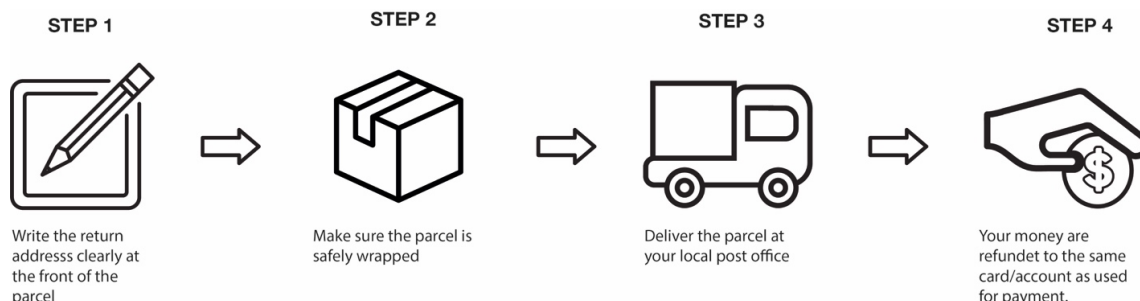 STEP 1
Write the return
addresss clearly at
the front of the
parcel
STEP 2
Make sure the parcel is
safely wrapped
STEP 3
Deliver the parcel at
your local post office
STEP 4
$
Your money are
refundet to the same
card/account as used
for payment.